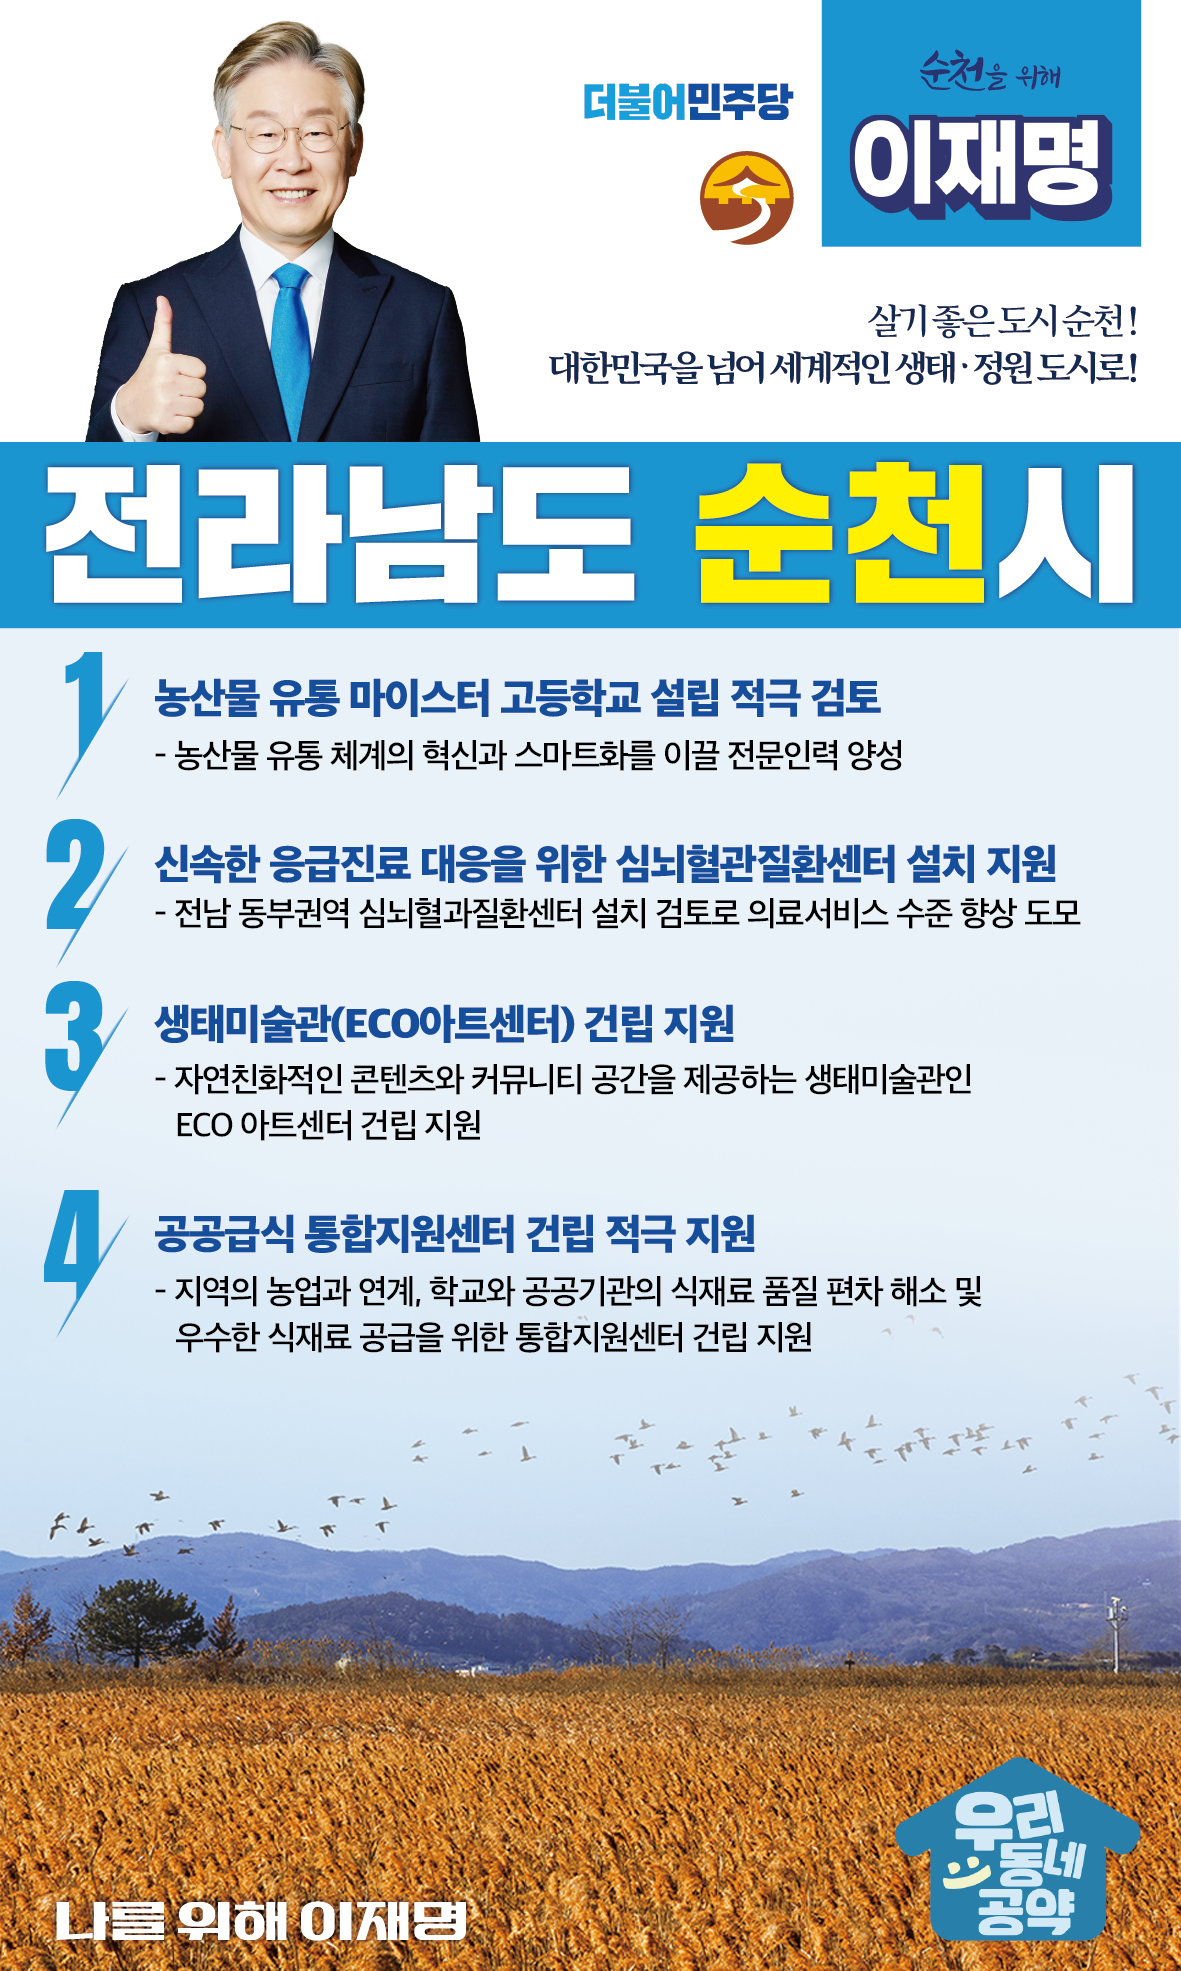 더불어민주당
순천을 위해
이재명
살기 좋은 도시 순천!
대한민국을 넘어 세계적인 생태·정원 도시로!
전라남도 순천시
1 농산물 유통 마이스터 고등학교 설립 적극 검토
- 농산물 유통 체계의 혁신과 스마트화를 이끌 전문인력 양성
2 신속한 응급진료 대응을 위한 심뇌혈관질환센터 설치 지원
- 전남 동부권역 심뇌혈과질환센터 설치 검토로 의료서비스 수준 향상 도모
3 생태미술관(ECO아트센터) 건립 지원
- 자연친화적인 콘텐츠와 커뮤니티 공간을 제공하는 생태미술관인
ECO 아트센터 건립 지원
4 공공급식 통합지원센터 건립 적극 지원
- 지역의 농업과 연계, 학교와 공공기관의 식재료 품질 편차 해소 및
우수한 식재료 공급을 위한 통합지원센터 건립 지원
우리
동네
공약
나를 위해 이재명